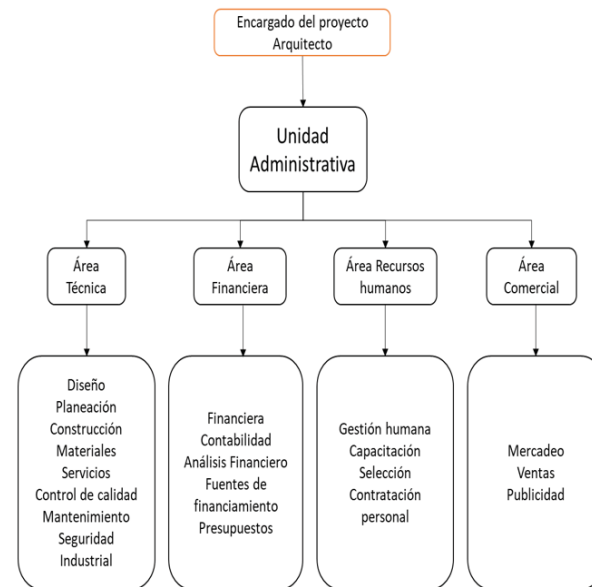 Encargado del proyecto
Arquitecto
Unidad
Administrativa
Área
Técnica
Área
Financiera
Área Recursos
humanos
Área
Comercial
Diseño
Planeación
Construcción
Materiales
Servicios
Control de calidad
Mantenimiento
Seguridad
Industrial
Financiera
Contabilidad
Análisis Financiero
Fuentes de
financiamiento
Presupuestos
Gestión humana
Capacitación
Selección
Contratación
personal
Mercadeo
Ventas
Publicidad